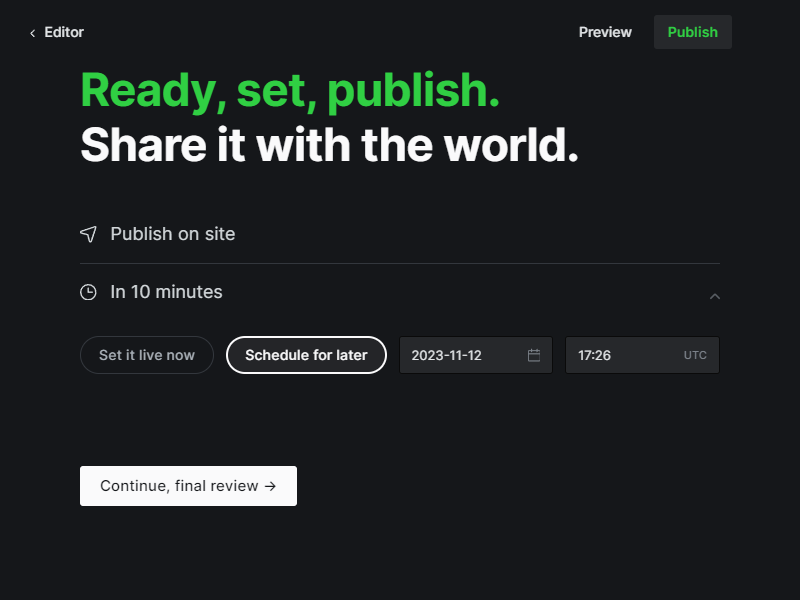 Editor
Preview
Publish
Ready, set, publish.
Share it with the world.
Publish on site
In 10 minutes
Set it live now
Schedule for later
2023-11-12
17:26
UTC
Continue, final review →